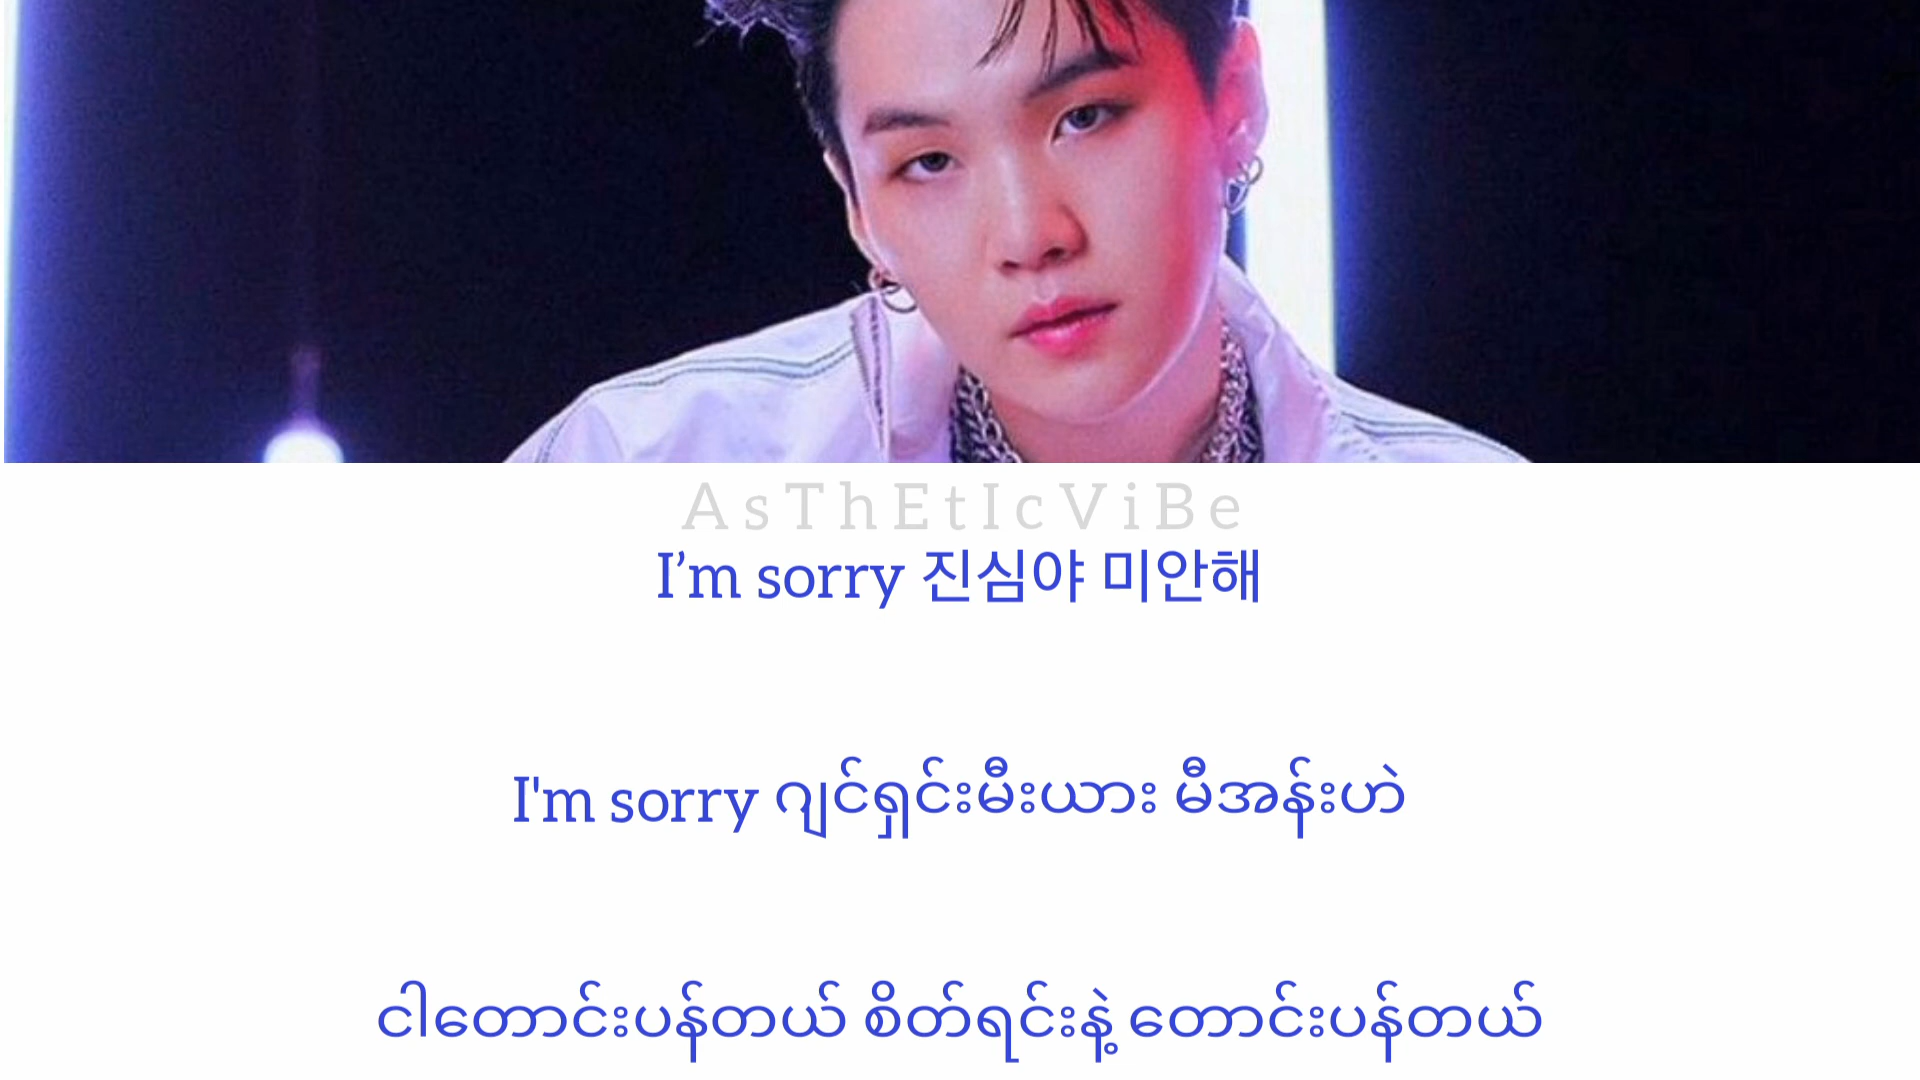 AsThEtIcViBe
I’m sorry 진심야 미안해
I'm sorry ဂျင်ရှင်းမီးယား မီအန်းဟဲ
ငါတောင်းပန်တယ် စိတ်ရင်းနဲ့ တောင်းပန်တယ်